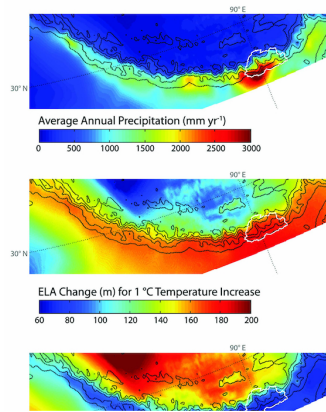 90° E
30° N
Average Annual Precipitation (mm yr⁻¹)
0 500 1000 1500 2000 2500 3000
90° E
30° N
ELA Change (m) for 1 °C Temperature Increase
60 80 100 120 140 160 180 200
90° E